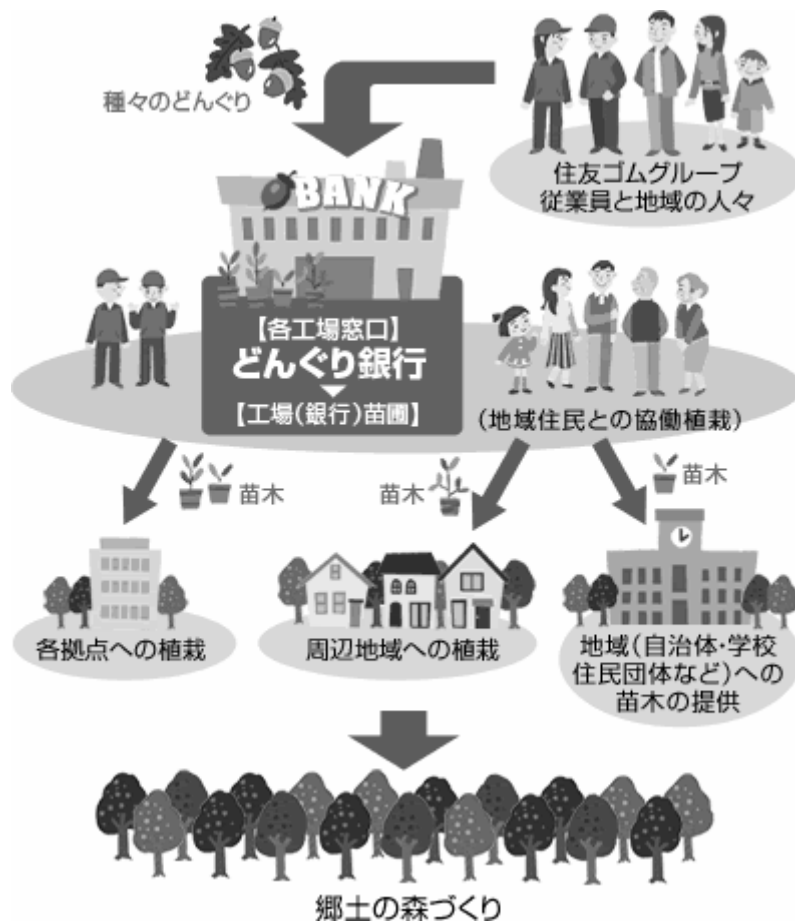 種々のどんぐり
住友ゴムグループ
従業員と地域の人々
BANK
【各工場窓口】
どんぐり銀行
【工場(銀行)苗圃】
(地域住民との協働植栽)
苗木
苗木
苗木
各拠点への植栽
周辺地域への植栽
地域(自治体・学校
住民団体など)への
苗木の提供
郷土の森づくり